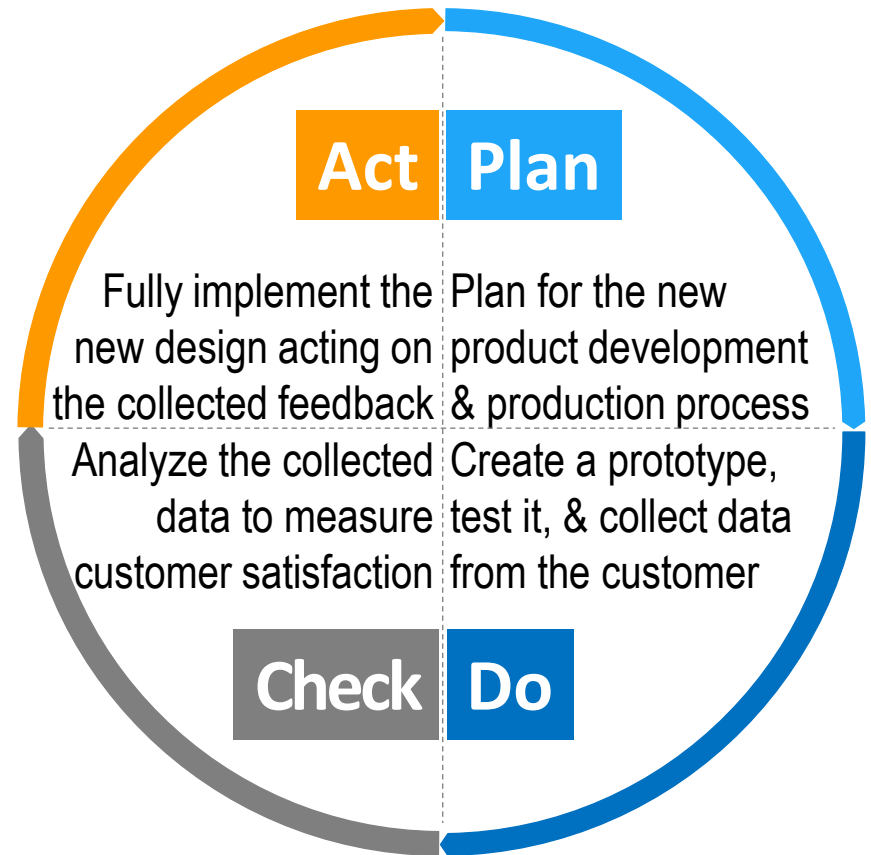 Act
Plan
Fully implement the
new design acting on
the collected feedback
Plan for the new
product development
& production process
Analyze the collected
data to measure
customer satisfaction
Create a prototype,
test it, & collect data
from the customer
Check
Do